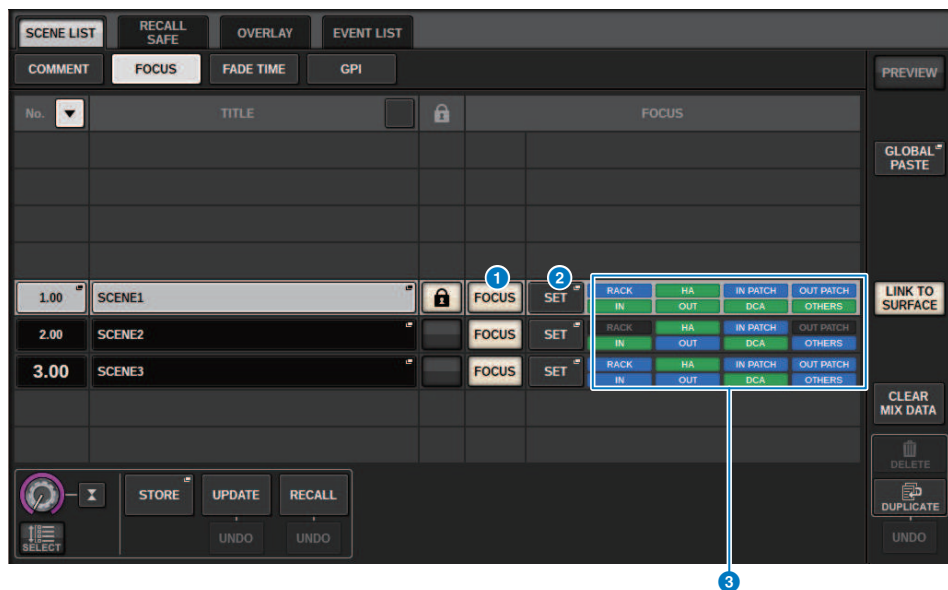 SCENE LIST RECALL SAFE OVERLAY EVENT LIST
COMMENT FOCUS FADE TIME GPI PREVIEW
No. TITLE FOCUS
GLOBAL PASTE
1 2
1.00 SCENE1 FOCUS SET RACK HA IN PATCH OUT PATCH LINK TO SURFACE
IN OUT DCA OTHERS
2.00 SCENE2 FOCUS SET RACK HA IN PATCH OUT PATCH
IN OUT DCA OTHERS
3.00 SCENE3 FOCUS SET RACK HA IN PATCH OUT PATCH
IN OUT DCA OTHERS
CLEAR MIX DATA
DELETE
STORE UPDATE RECALL DUPLICATE
SELECT UNDO UNDO UNDO
3